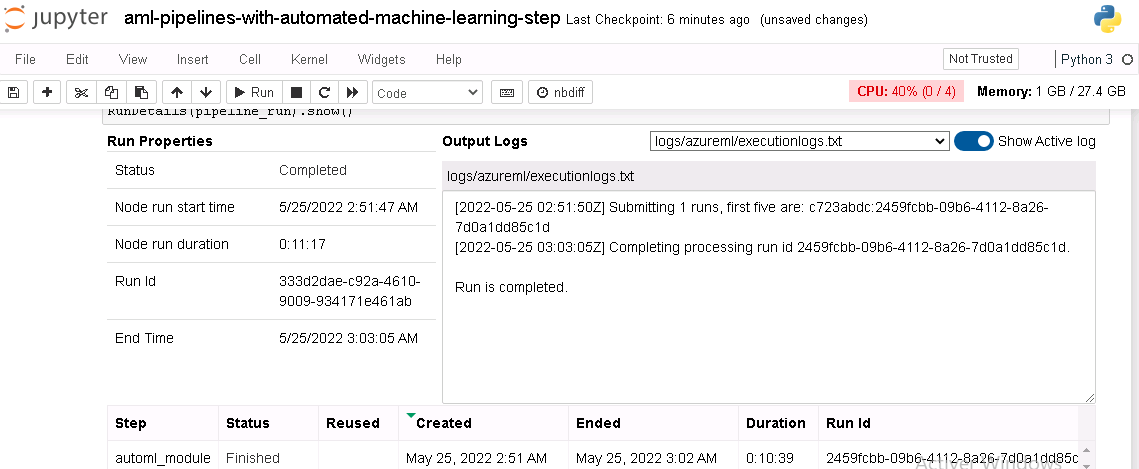 jupyter aml-pipelines-with-automated-machine-learning-step Last Checkpoint: 6 minutes ago (unsaved changes)
File Edit View Insert Cell Kernel Widgets Help Not Trusted Python 3
Run Code nbdiff CPU: 40% (0 / 4) Memory: 1 GB / 27.4 GB
RunDetails(pipeline_run).show()
Run Properties Output Logs logs/azureml/executionlogs.txt Show Active log
Status Completed
logs/azureml/executionlogs.txt
Node run start time 5/25/2022 2:51:47 AM
Node run duration 0:11:17
Run Id 333d2dae-c92a-4610-
9009-934171e461ab
End Time 5/25/2022 3:03:05 AM
[2022-05-25 02:51:50Z] Submitting 1 runs, first five are: c723abdc:2459fcbb-09b6-4112-8a26-
7d0a1dd85c1d
[2022-05-25 03:03:05Z] Completing processing run id 2459fcbb-09b6-4112-8a26-7d0a1dd85c1d.
Run is completed.
Step Status Reused Created Ended Duration Run Id
automl_module Finished May 25, 2022 2:51 AM May 25, 2022 3:02 AM 0:10:39 2459fcbb-09b6-4112-8a26-7d0a1dd85c